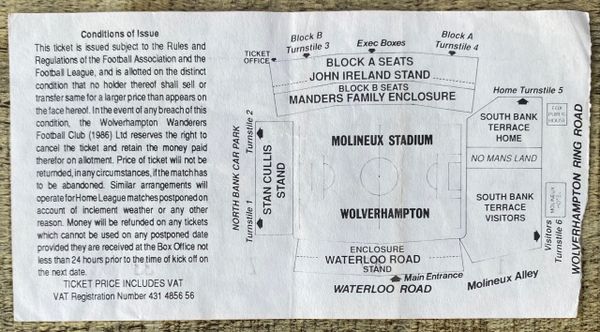 Conditions of Issue
This ticket is issued subject to the Rules and
Regulations of the Football Association and the
Football League, and is allotted on the distinct
condition that no holder thereof shall sell or
transfer same for a larger price than appears on
the face hereof. In the event of any breach of this
condition, the Wolverhampton Wanderers
Football Club (1986) Ltd reserves the right to
cancel the ticket and retain the money paid
therefor on allotment. Price of ticket will not be
returned, in any circumstances, if the match has
to be abandoned. Similar arrangements will
operate for Home League matches postponed on
account of inclement weather or any other
reason. Money will be refunded on any tickets
which cannot be used on any postponed date
provided they are received at the Box Office not
less than 24 hours prior to the time of kick off on
the next date.
TICKET PRICE INCLUDES VAT
VAT Registration Number 431 4856 56
TICKET
OFFICE
Block B
Turnstile 3
Exec Boxes
Block A
Turnstile 4
BLOCK A SEATS
JOHN IRELAND STAND
BLOCK B SEATS
MANDERS FAMILY ENCLOSURE
Home Turnstile 5
NORTH BANK CAR PARK
Turnstile 2
Turnstile 1
STAN CULLIS
STAND
MOLINEUX STADIUM
WOLVERHAMPTON
SOUTH BANK
TERRACE
HOME
FOX
PUBLIC
HOUSE
NO MANS LAND
SOUTH BANK
TERRACE
VISITORS
MOLINEUX
Visitors
Turnstile 6
WOLVERHAMPTON RING ROAD
ENCLOSURE
WATERLOO ROAD
STAND
Main Entrance
WATERLOO ROAD
Molineux Alley